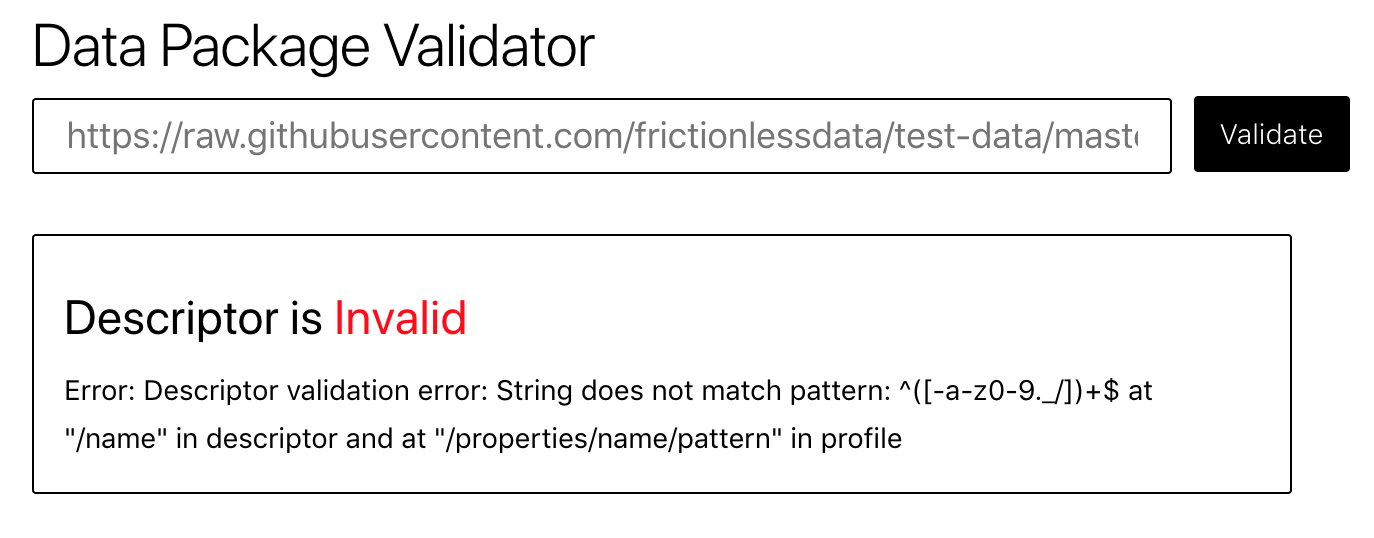 Data Package Validator
https://raw.githubusercontent.com/frictionlessdata/test-data/maste
Validate
Descriptor is Invalid
Error: Descriptor validation error: String does not match pattern: ^([-a-z0-9._/])+$ at
"/name" in descriptor and at "/properties/name/pattern" in profile